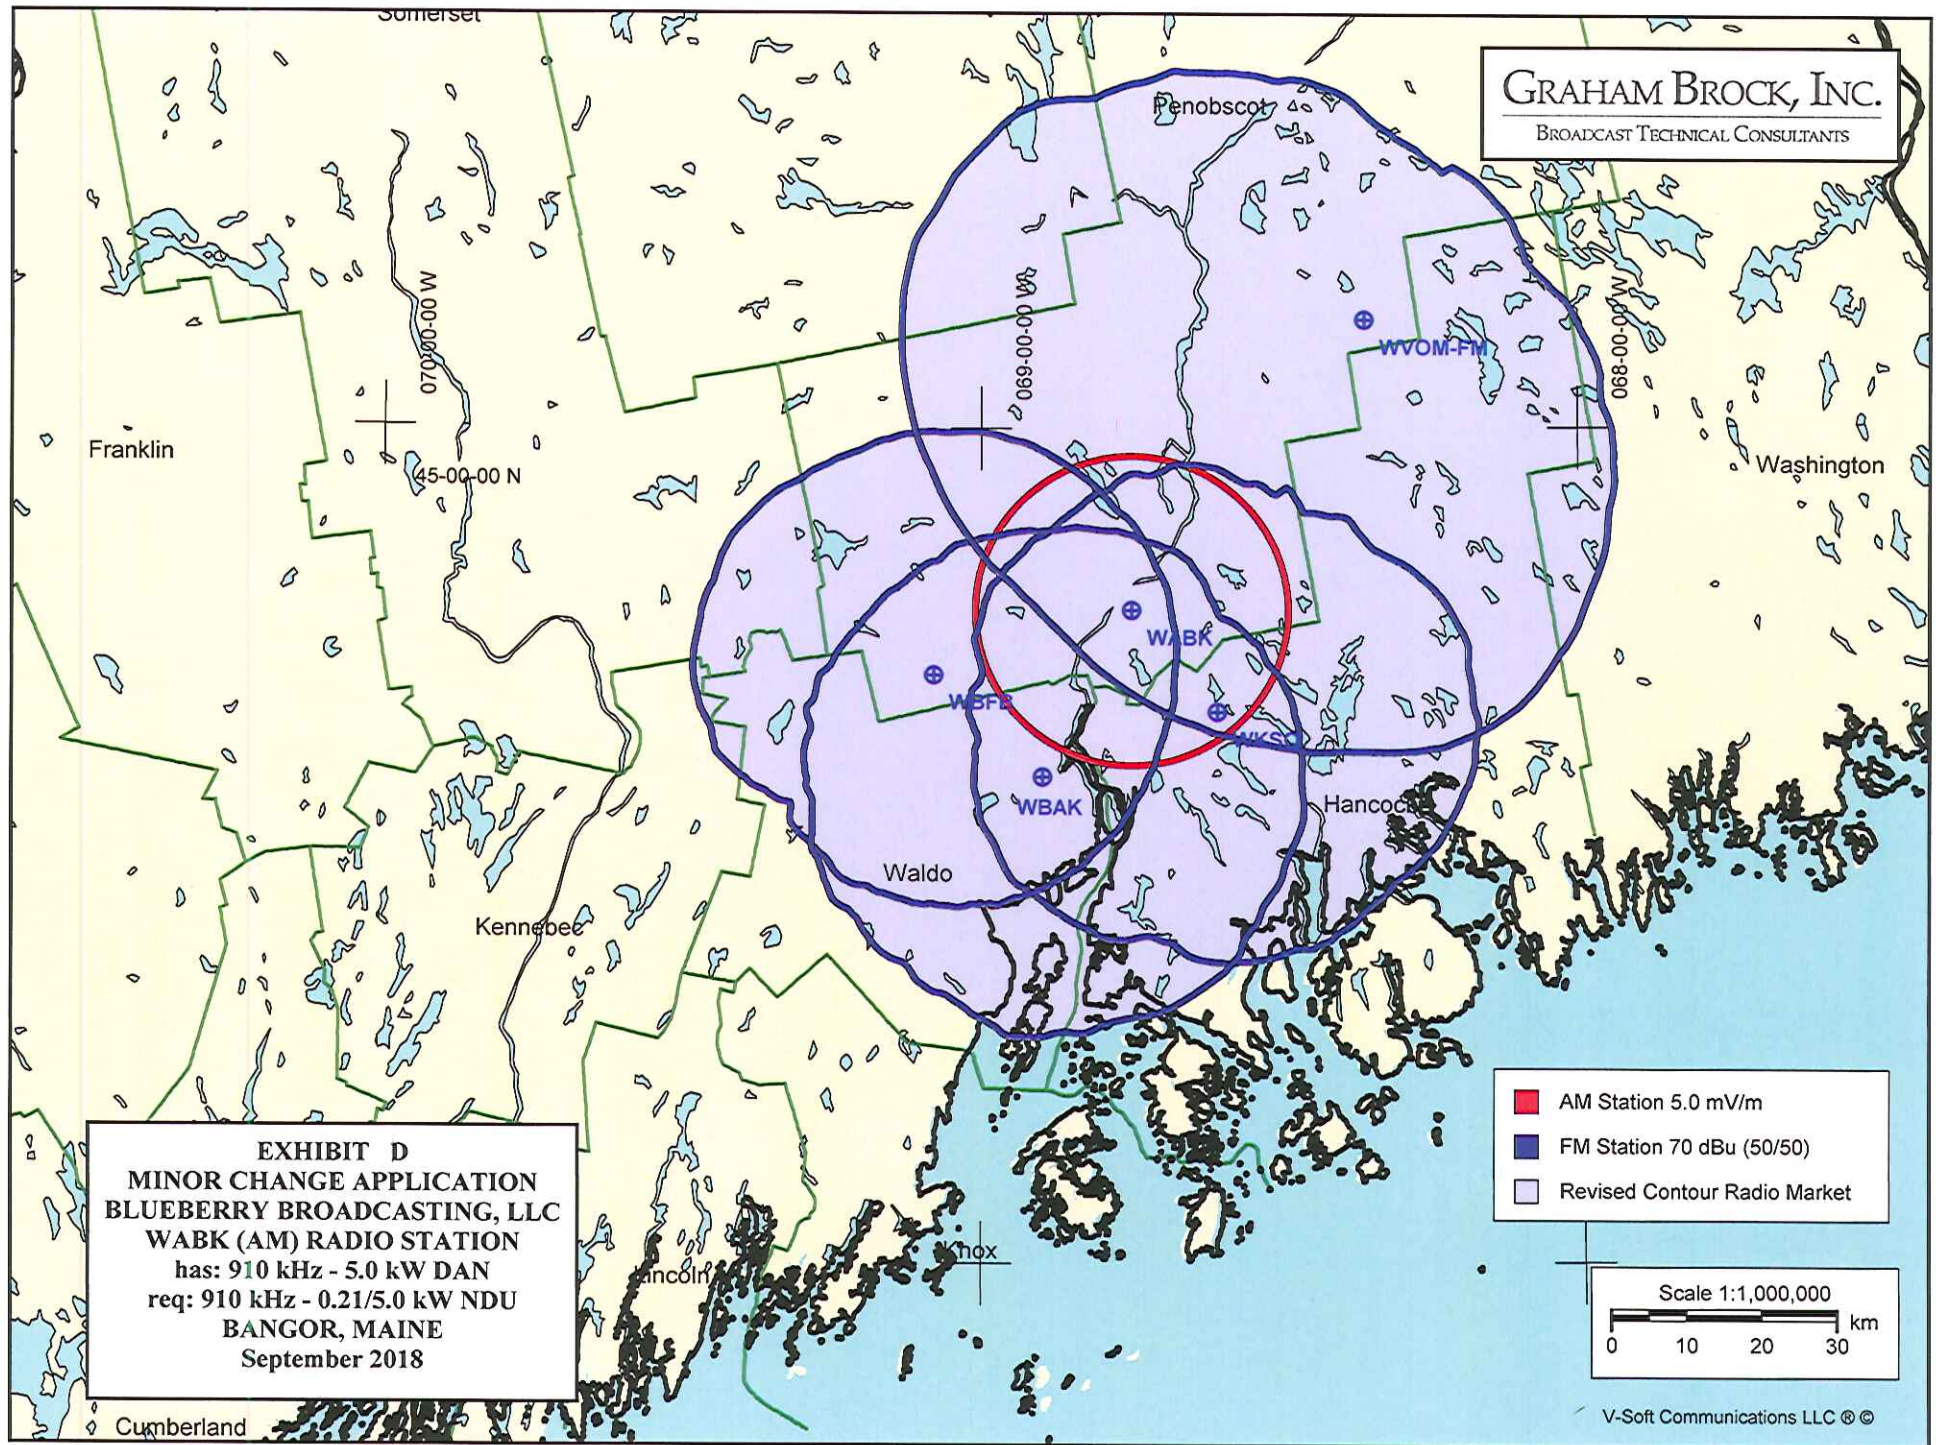 Somerset
Penobscot
GRAHAM BROCK, INC.
BROADCAST TECHNICAL CONSULTANTS
070-00-00 W
069-00-00 W
068-00-00 W
WVOM-FM
Franklin
45-00-00 N
Washington
WABK
WBFB
WKSQ
WBAK
Hancock
Waldo
Kennebec
AM Station 5.0 mV/m
FM Station 70 dBu (50/50)
Revised Contour Radio Market
EXHIBIT D
MINOR CHANGE APPLICATION
BLUEBERRY BROADCASTING, LLC
WABK (AM) RADIO STATION
has: 910 kHz - 5.0 kW DAN
req: 910 kHz - 0.21/5.0 kW NDU
BANGOR, MAINE
September 2018
Knox
Lincoln
Scale 1:1,000,000
km
0 10 20 30
V-Soft Communications LLC ® ©
Cumberland